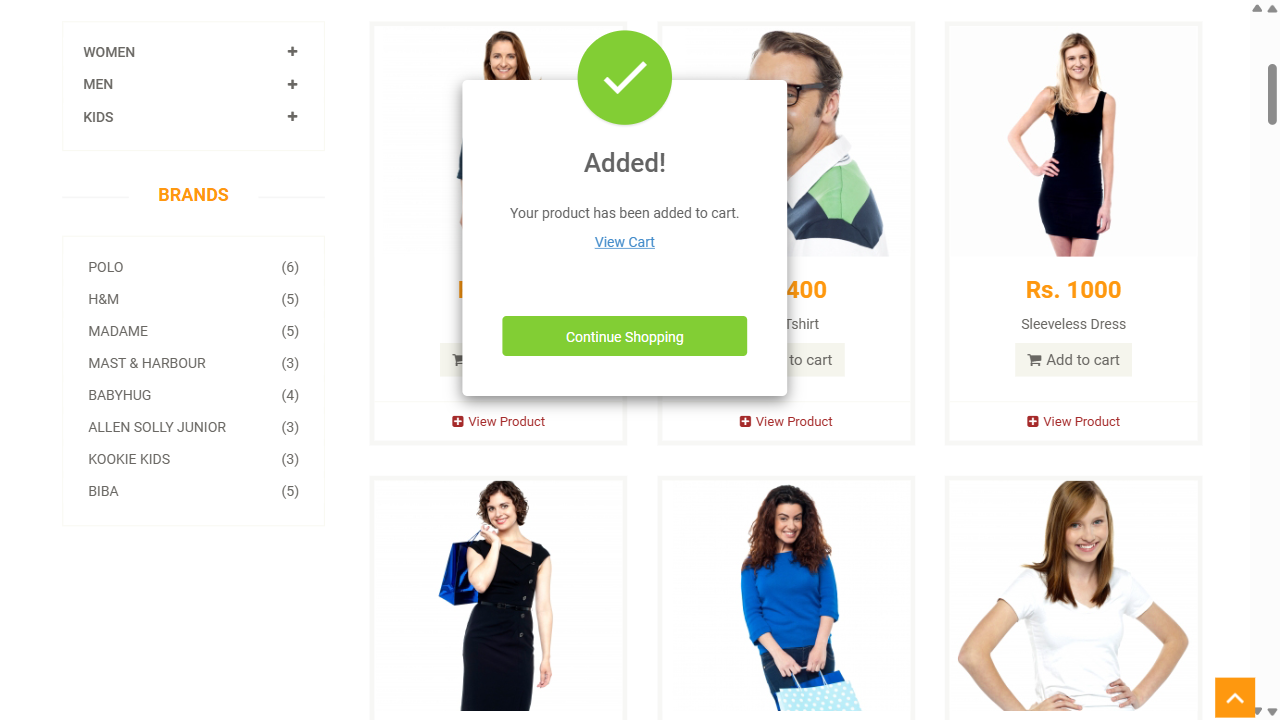 WOMEN
MEN
KIDS
BRANDS
POLO (6)
H&M (5)
MADAME (5)
MAST & HARBOUR (3)
BABYHUG (4)
ALLEN SOLLY JUNIOR (3)
KOOKIE KIDS (3)
BIBA (5)
Added!
Your product has been added to cart.
View Cart
Continue Shopping
View Product
400
Tshirt
to cart
View Product
Rs. 1000
Sleeveless Dress
Add to cart
View Product